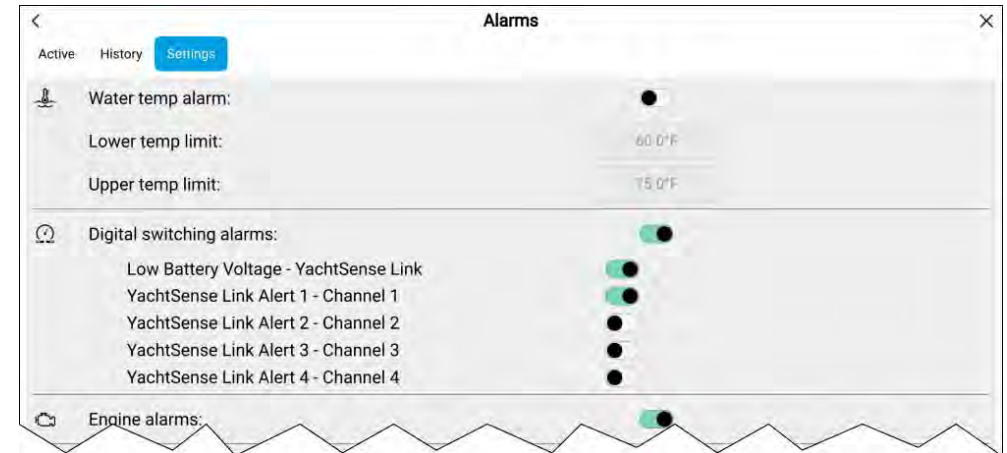 Alarms
Active History Settings
Water temp alarm:
Lower temp limit: 60.0°F
Upper temp limit: 75.0°F
Digital switching alarms:
Low Battery Voltage - YachtSense Link
YachtSense Link Alert 1 - Channel 1
YachtSense Link Alert 2 - Channel 2
YachtSense Link Alert 3 - Channel 3
YachtSense Link Alert 4 - Channel 4
Engine alarms: